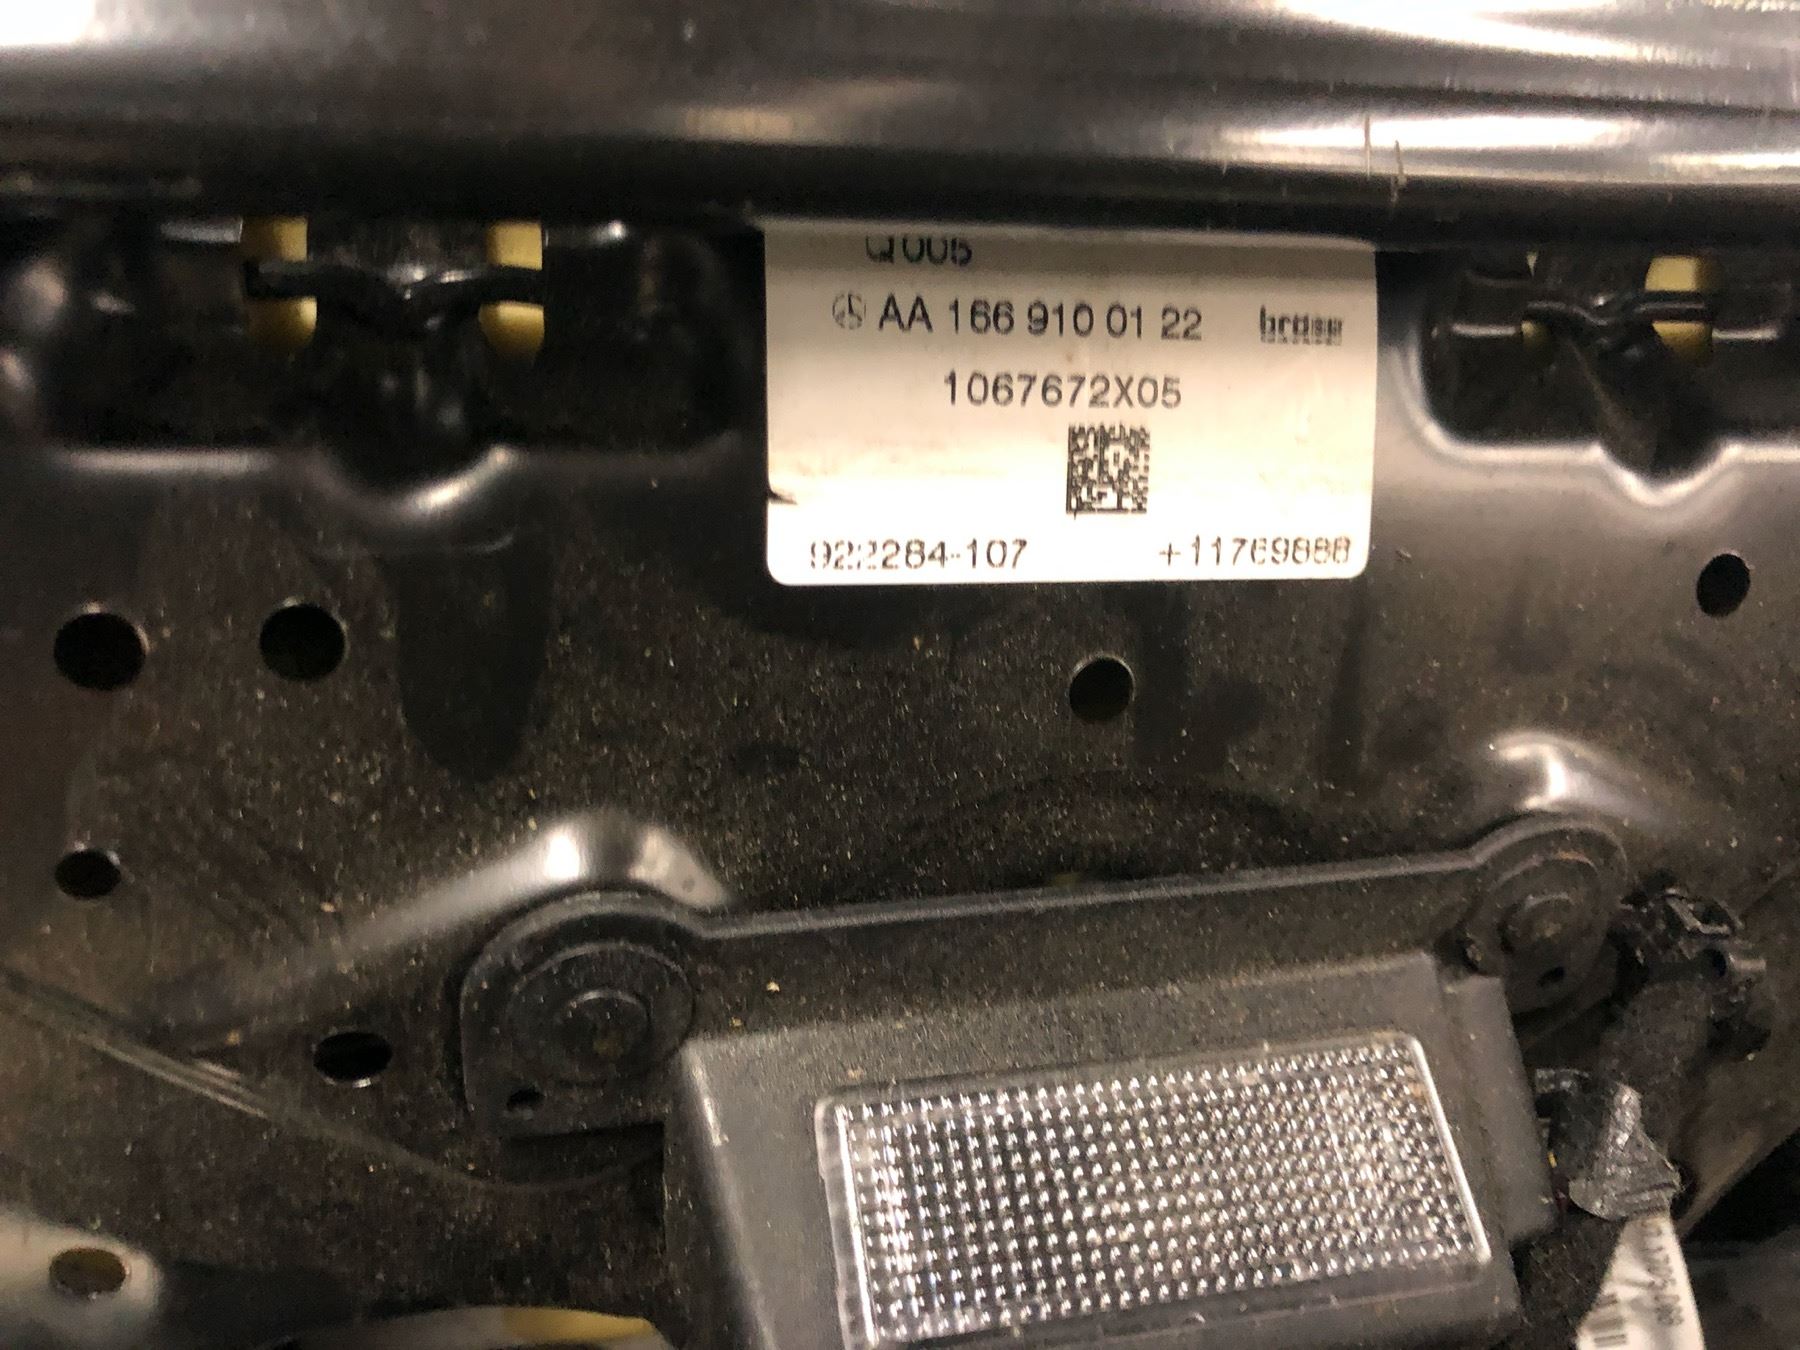 Q005
AA 166 910 01 22 brose
1067672X05
922284-107 +11769888